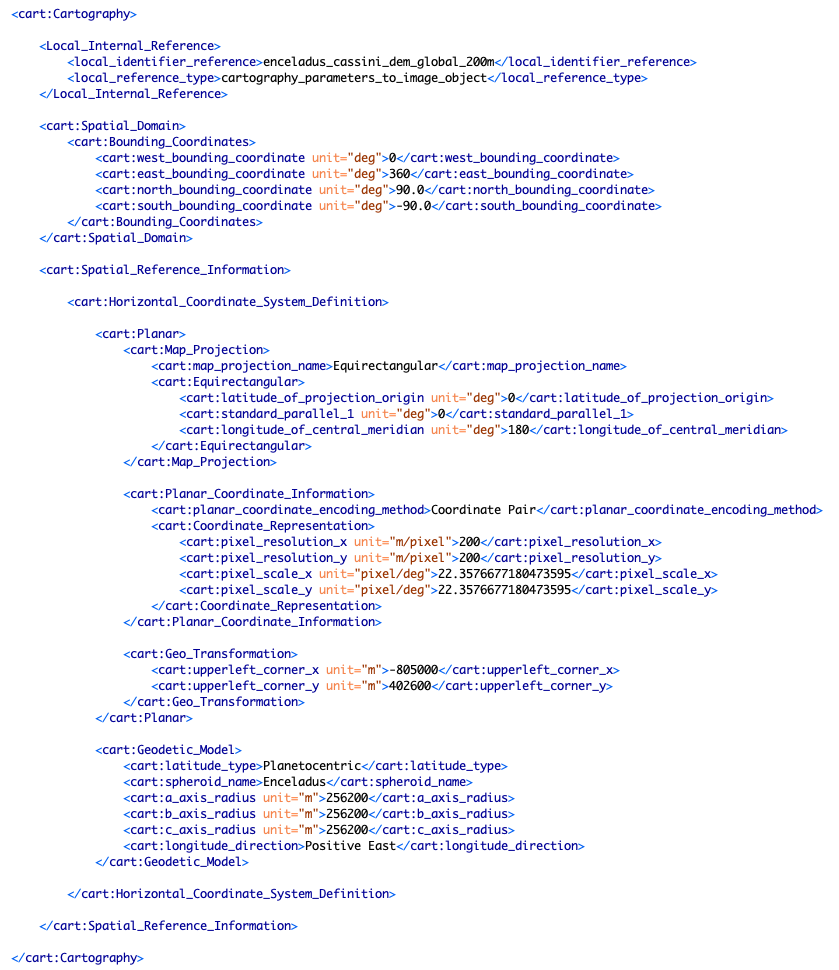 <cart:Cartography>
<Local_Internal_Reference>
<local_identifier_reference>enceladus_cassini_dem_global_200m</local_identifier_reference>
<local_reference_type>cartography_parameters_to_image_object</local_reference_type>
</Local_Internal_Reference>
<cart:Spatial_Domain>
<cart:Bounding_Coordinates>
<cart:west_bounding_coordinate unit="deg">0</cart:west_bounding_coordinate>
<cart:east_bounding_coordinate unit="deg">360</cart:east_bounding_coordinate>
<cart:north_bounding_coordinate unit="deg">90.0</cart:north_bounding_coordinate>
<cart:south_bounding_coordinate unit="deg">-90.0</cart:south_bounding_coordinate>
</cart:Bounding_Coordinates>
</cart:Spatial_Domain>
<cart:Spatial_Reference_Information>
<cart:Horizontal_Coordinate_System_Definition>
<cart:Planar>
<cart:Map_Projection>
<cart:map_projection_name>Equirectangular</cart:map_projection_name>
<cart:Equirectangular>
<cart:latitude_of_projection_origin unit="deg">0</cart:latitude_of_projection_origin>
<cart:standard_parallel_1 unit="deg">0</cart:standard_parallel_1>
<cart:longitude_of_central_meridian unit="deg">180</cart:longitude_of_central_meridian>
</cart:Equirectangular>
</cart:Map_Projection>
<cart:Planar_Coordinate_Information>
<cart:planar_coordinate_encoding_method>Coordinate Pair</cart:planar_coordinate_encoding_method>
<cart:Coordinate_Representation>
<cart:pixel_resolution_x unit="m/pixel">200</cart:pixel_resolution_x>
<cart:pixel_resolution_y unit="m/pixel">200</cart:pixel_resolution_y>
<cart:pixel_scale_x unit="pixel/deg">22.3576677180473595</cart:pixel_scale_x>
<cart:pixel_scale_y unit="pixel/deg">22.3576677180473595</cart:pixel_scale_y>
</cart:Coordinate_Representation>
</cart:Planar_Coordinate_Information>
<cart:Geo_Transformation>
<cart:upperleft_corner_x unit="m">-805000</cart:upperleft_corner_x>
<cart:upperleft_corner_y unit="m">402600</cart:upperleft_corner_y>
</cart:Geo_Transformation>
</cart:Planar>
<cart:Geodetic_Model>
<cart:latitude_type>Planetocentric</cart:latitude_type>
<cart:spheroid_name>Enceladus</cart:spheroid_name>
<cart:a_axis_radius unit="m">256200</cart:a_axis_radius>
<cart:b_axis_radius unit="m">256200</cart:b_axis_radius>
<cart:c_axis_radius unit="m">256200</cart:c_axis_radius>
<cart:longitude_direction>Positive East</cart:longitude_direction>
</cart:Geodetic_Model>
</cart:Horizontal_Coordinate_System_Definition>
</cart:Spatial_Reference_Information>
</cart:Cartography>